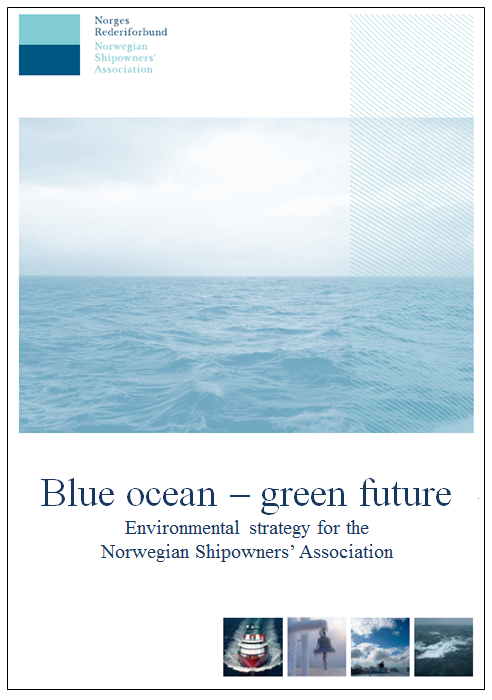 Norges
Rederiforbund
Norwegian
Shipowners'
Association
Blue ocean – green future
Environmental strategy for the
Norwegian Shipowners’ Association